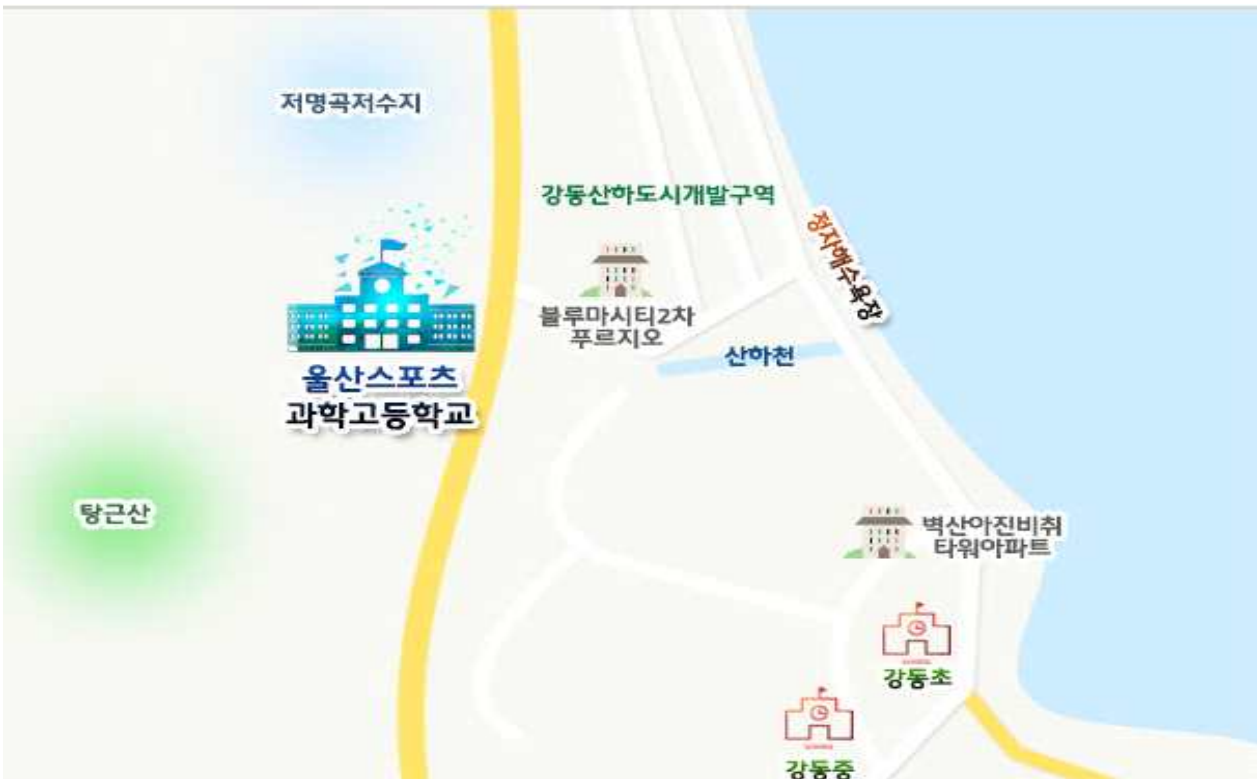 저명곡저수지
강동산하도시개발구역
정자해수욕장
블루마시티2차
푸르지오
산하천
울산스포츠
과학고등학교
탕근산
벽산아진비취
타워아파트
강동초
강동중